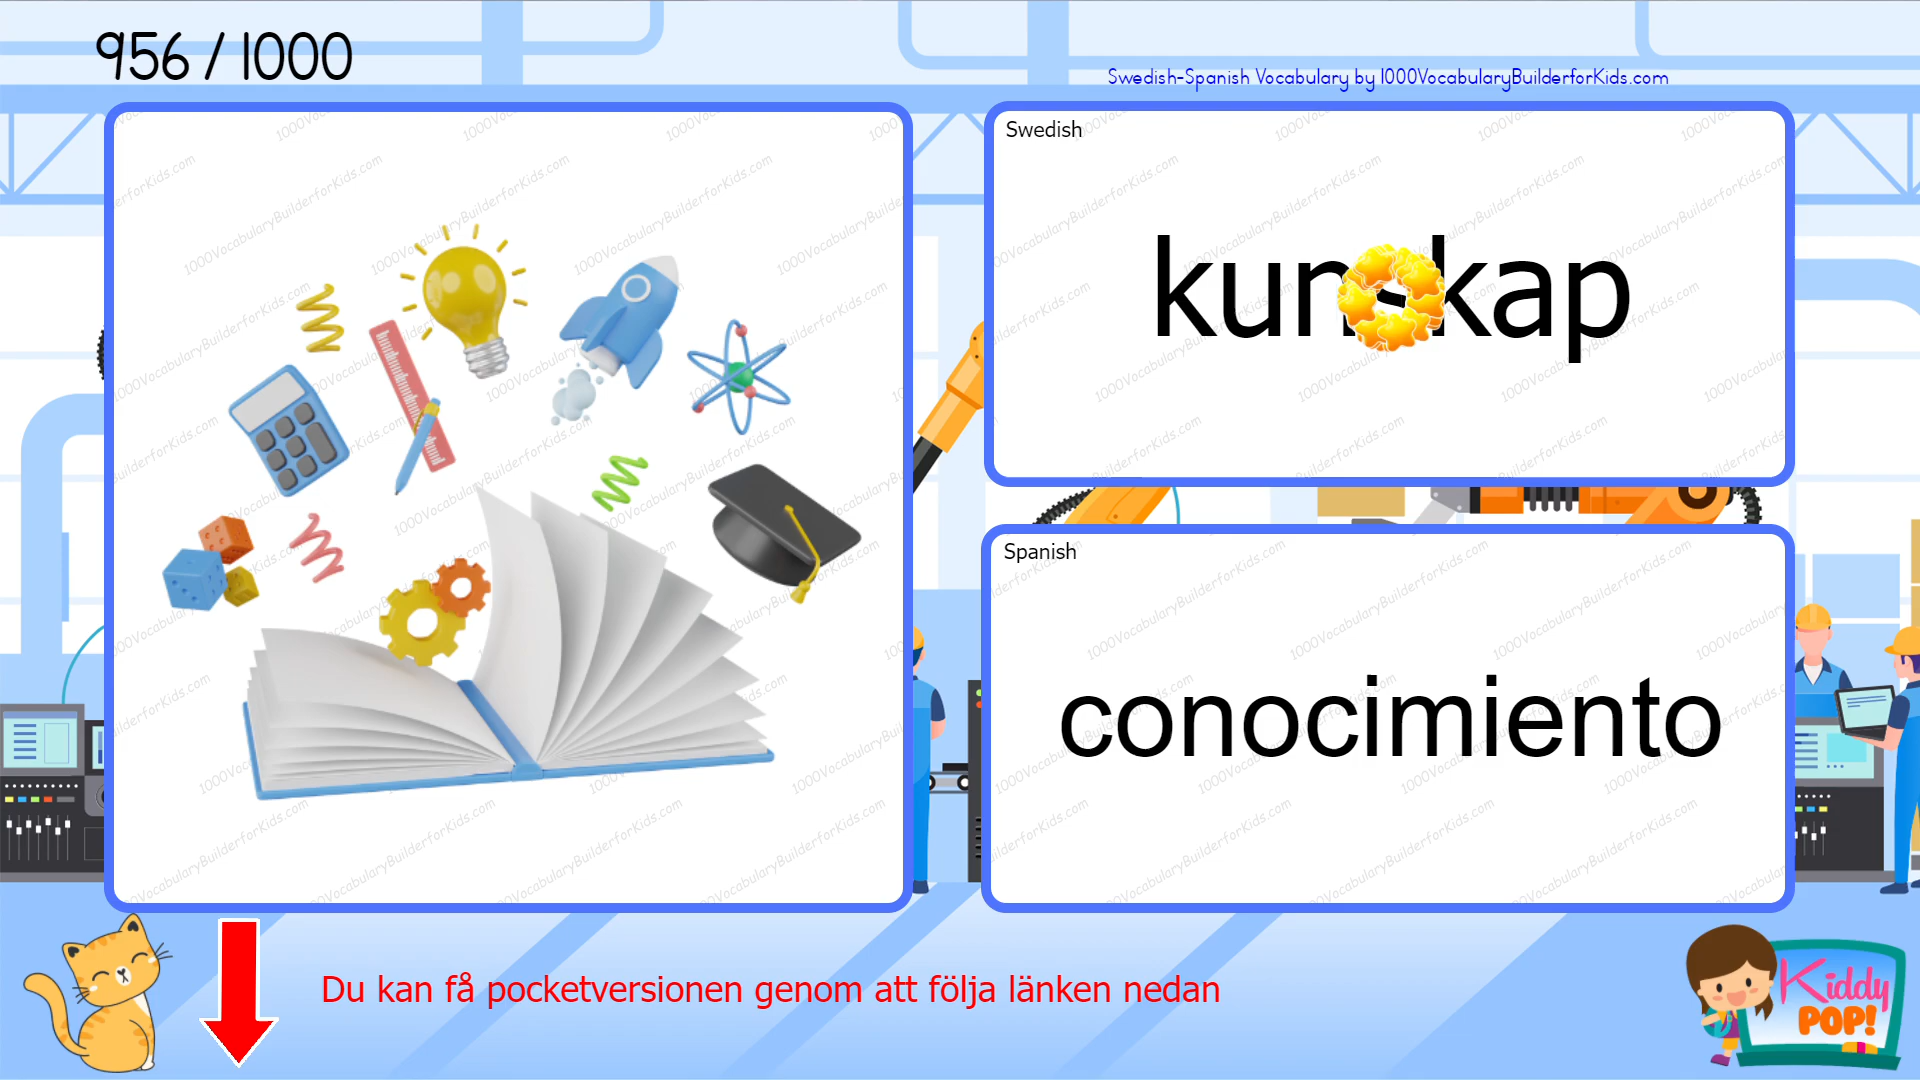 956 / 1000
Swedish-Spanish Vocabulary by 1000VocabularyBuilderforKids.com
Swedish
Spanish
conocimiento
Du kan få pocketversionen genom att följa länken nedan
Kiddy
POP!